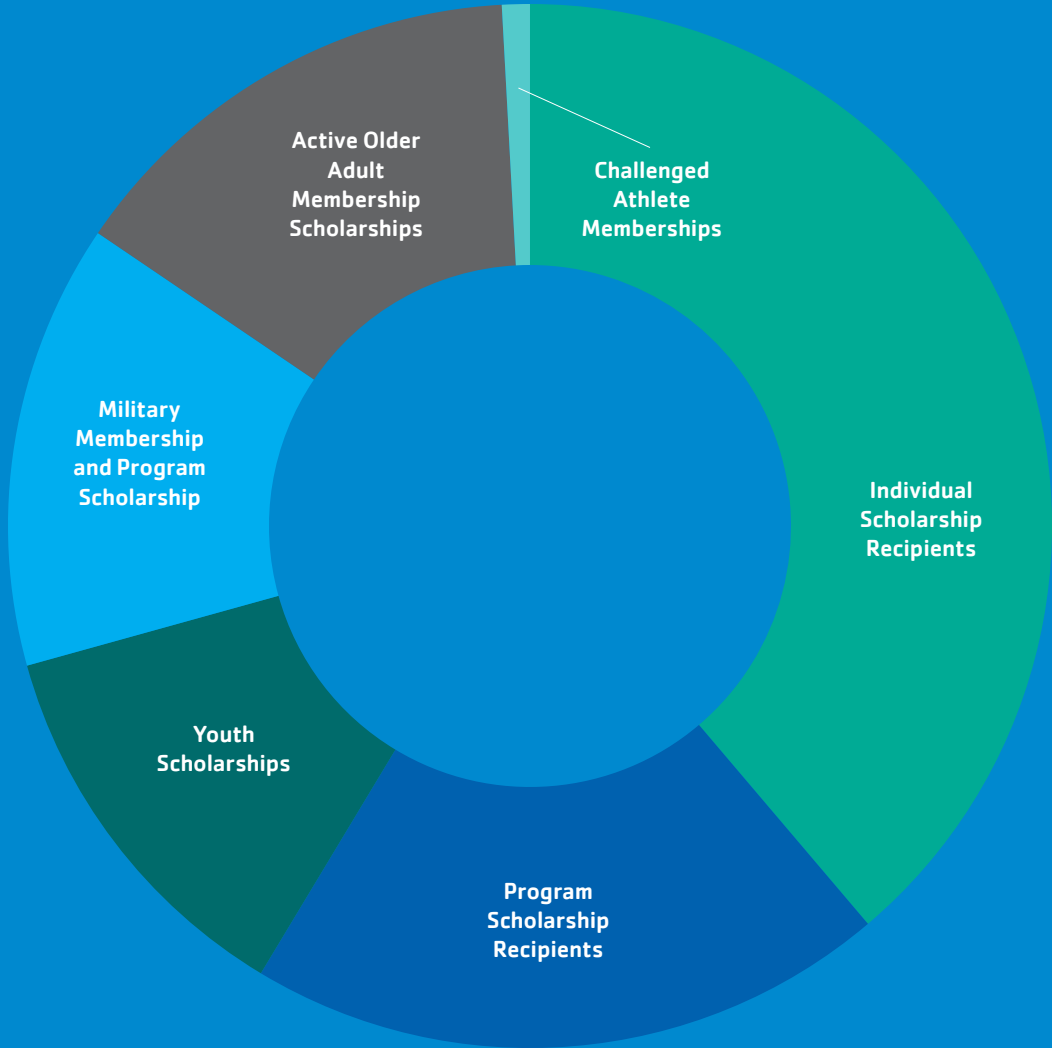 Active Older
Adult
Membership
Scholarships
Challenged
Athlete
Memberships
Military
Membership
and Program
Scholarship
Individual
Scholarship
Recipients
Youth
Scholarships
Program
Scholarship
Recipients